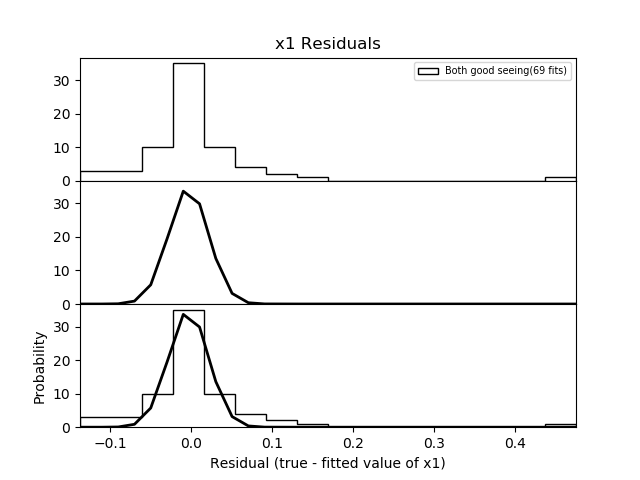 x1 Residuals
Both good seeing(69 fits)
30
20
10
0
30
20
10
0
Probability
30
20
10
0
−0.1 0.0 0.1 0.2 0.3 0.4
Residual (true - fitted value of x1)